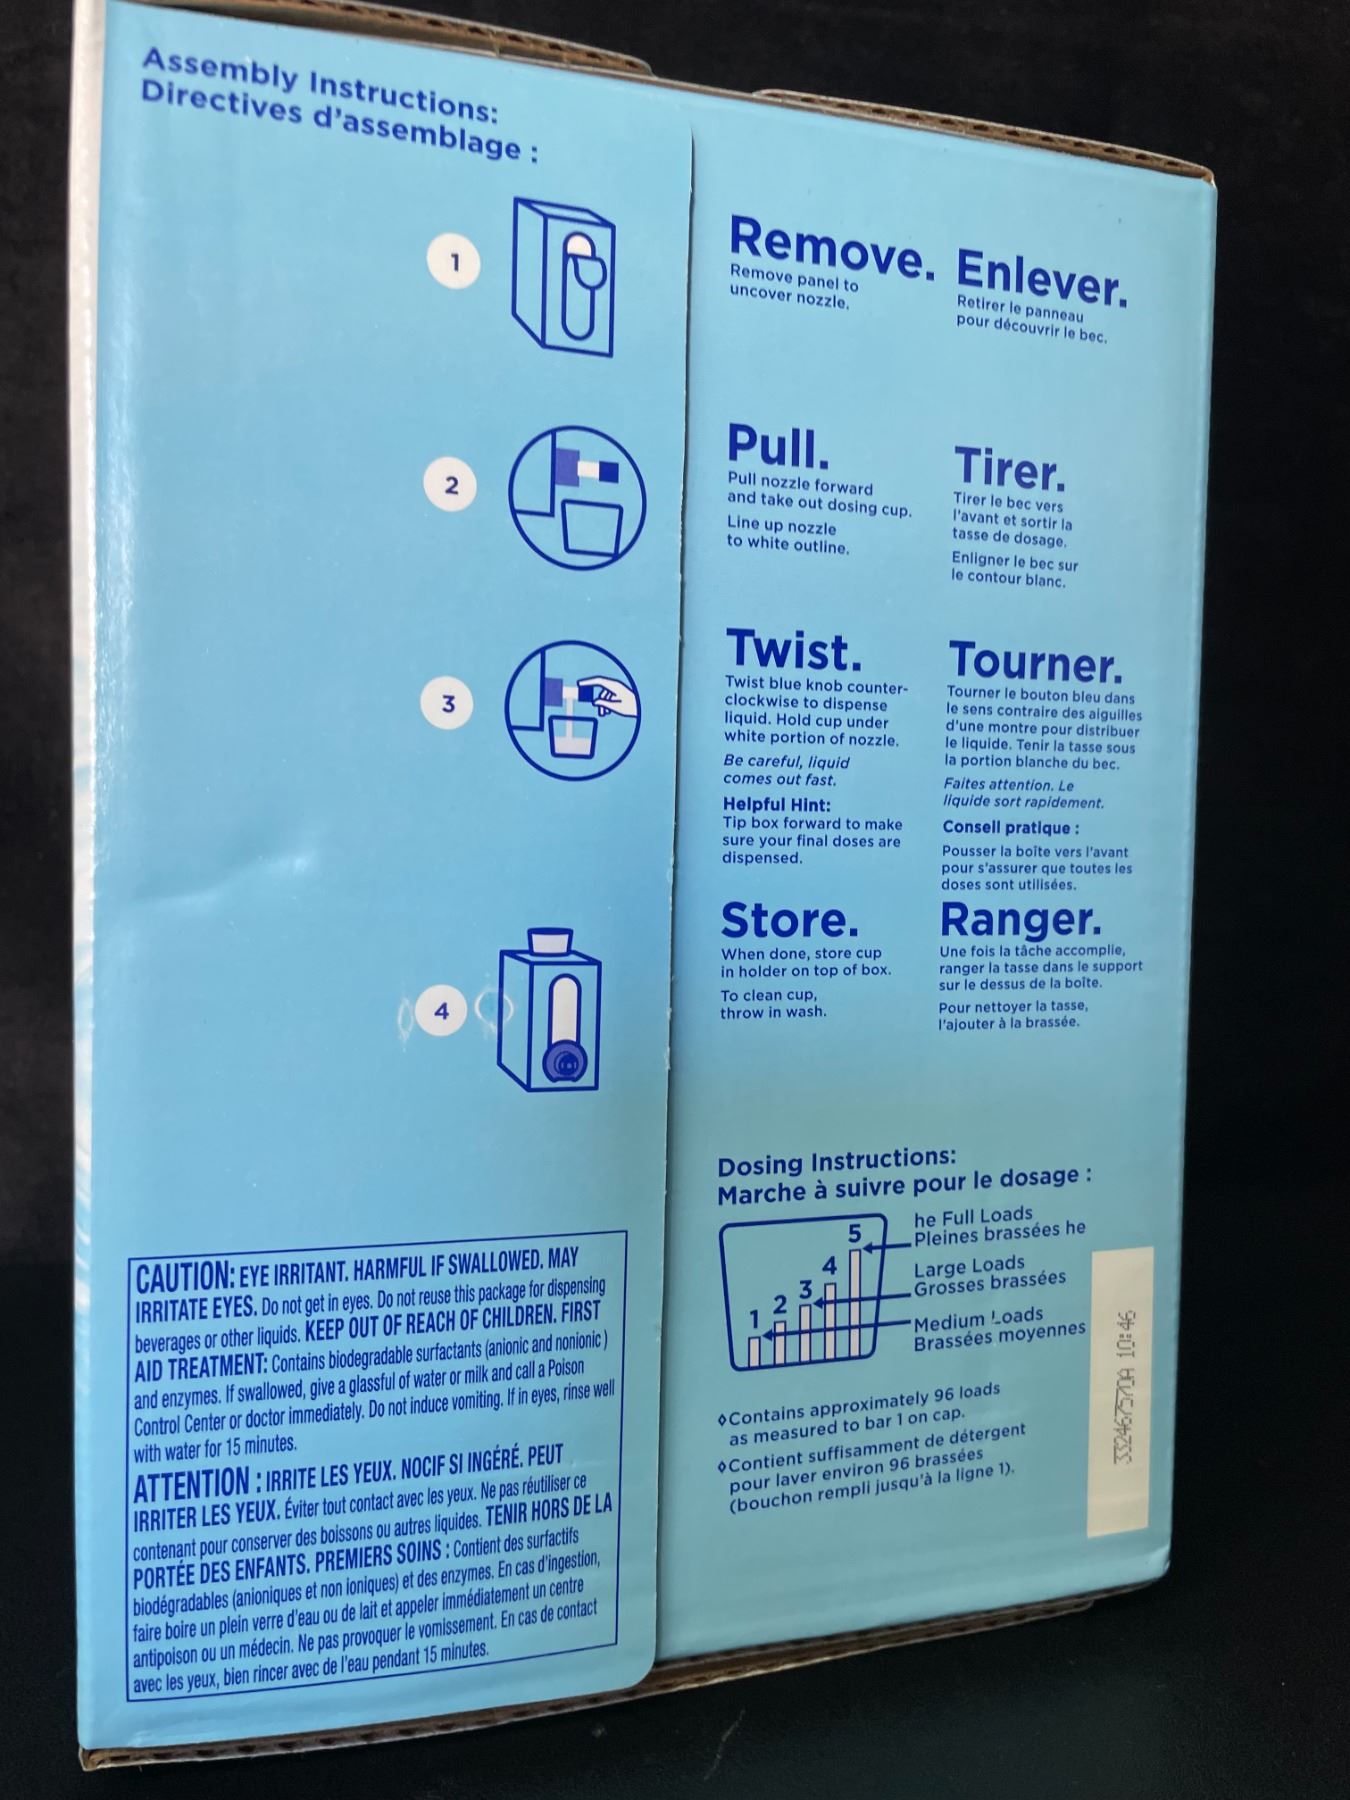 Assembly Instructions:
Directives d'assemblage :
1
Remove.
Remove panel to
uncover nozzle.
Enlever.
Retirer le panneau
pour découvrir le bec.
2
Pull.
Pull nozzle forward
and take out dosing cup.
Line up nozzle
to white outline.
Tirer.
Tirer le bec vers
l'avant et sortir la
tasse de dosage.
Enligner le bec sur
le contour blanc.
3
Twist.
Twist blue knob counter-
clockwise to dispense
liquid. Hold cup under
white portion of nozzle.
Be careful, liquid
comes out fast.
Helpful Hint:
Tip box forward to make
sure your final doses are
dispensed.
Tourner.
Tourner le bouton bleu dans
le sens contraire des aiguilles
d'une montre pour distribuer
le liquide. Tenir la tasse sous
la portion blanche du bec.
Faites attention. Le
liquide sort rapidement.
Conseil pratique :
Pousser la boîte vers l'avant
pour s'assurer que toutes les
doses sont utilisées.
4
Store.
When done, store cup
in holder on top of box.
To clean cup,
throw in wash.
Ranger.
Une fois la tâche accomplie,
ranger la tasse dans le support
sur le dessus de la boîte.
Pour nettoyer la tasse,
l'ajouter à la brassée.
Dosing Instructions:
Marche à suivre pour le dosage :
1 2 3 4 5
he Full Loads
Pleines brassées he
Large Loads
Grosses brassées
Medium Loads
Brassées moyennes
◊Contains approximately 96 loads
as measured to bar 1 on cap.
◊Contient suffisamment de détergent
pour laver environ 96 brassées
(bouchon rempli jusqu'à la ligne 1).
CAUTION: EYE IRRITANT. HARMFUL IF SWALLOWED. MAY
IRRITATE EYES. Do not get in eyes. Do not reuse this package for dispensing
beverages or other liquids. KEEP OUT OF REACH OF CHILDREN. FIRST
AID TREATMENT: Contains biodegradable surfactants (anionic and nonionic)
and enzymes. If swallowed, give a glassful of water or milk and call a Poison
Control Center or doctor immediately. Do not induce vomiting. If in eyes, rinse well
with water for 15 minutes.
ATTENTION : IRRITE LES YEUX. NOCIF SI INGÉRÉ. PEUT
IRRITER LES YEUX. Éviter tout contact avec les yeux. Ne pas réutiliser ce
contenant pour conserver des boissons ou autres liquides. TENIR HORS DE LA
PORTÉE DES ENFANTS. PREMIERS SOINS : Contient des surfactifs
biodégradables (anioniques et non ioniques) et des enzymes. En cas d'ingestion,
faire boire un plein verre d'eau ou de lait et appeler immédiatement un centre
antipoison ou un médecin. Ne pas provoquer le vomissement. En cas de contact
avec les yeux, bien rincer avec de l'eau pendant 15 minutes.
10:46